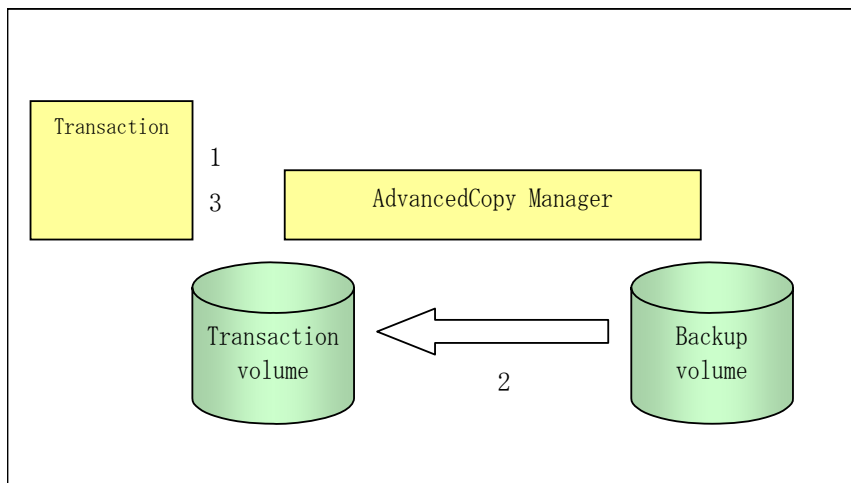 Transaction
1
3
AdvancedCopy Manager
Transaction
volume
Backup
volume
2